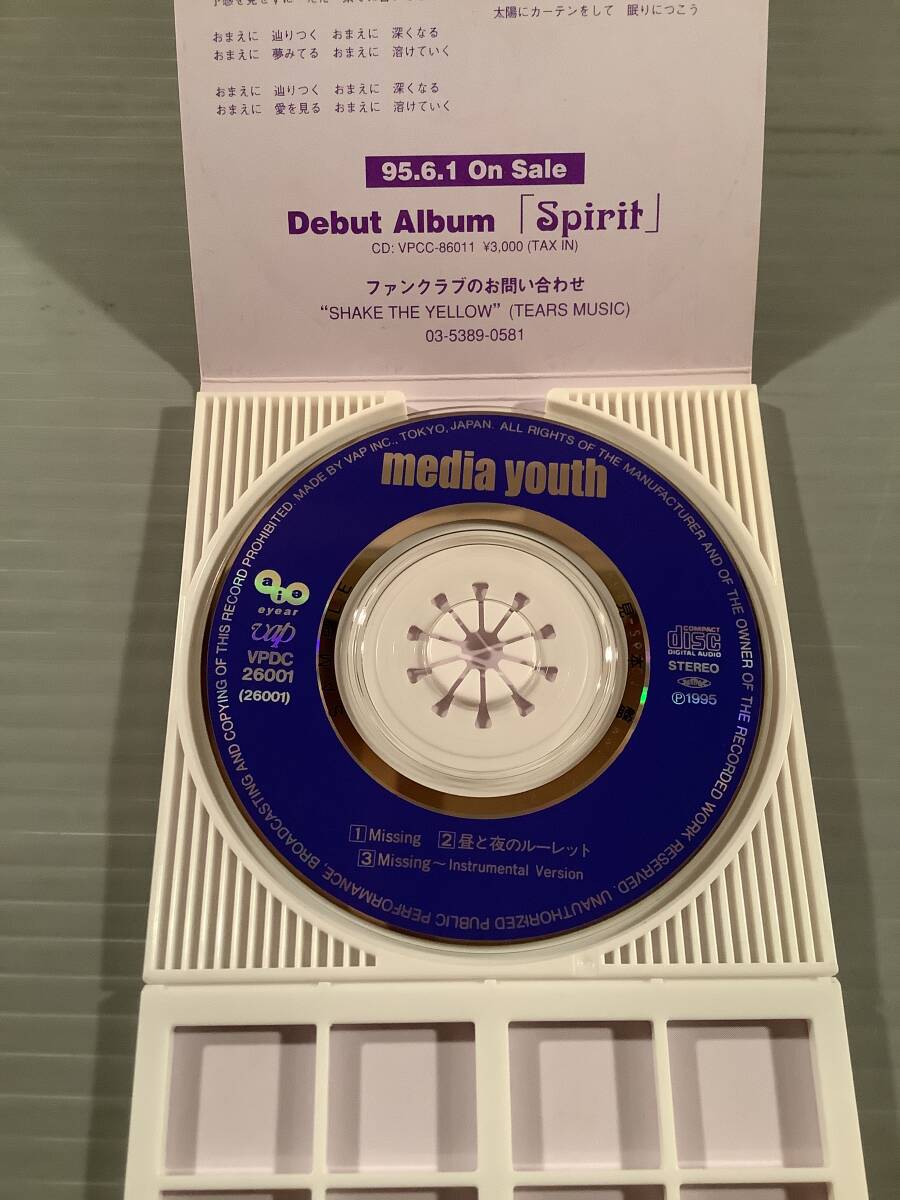 太陽にカーテンをして 眠りにつこう
おまえに 辿りつく おまえに 深くなる
おまえに 夢みてる おまえに 溶けていく
おまえに 辿りつく おまえに 深くなる
おまえに 愛を見る おまえに 溶けていく
95.6.1 On Sale
Debut Album「Spirit」
CD: VPCC-86011 ¥3,000 (TAX IN)
ファンクラブのお問い合わせ
“SHAKE THE YELLOW” (TEARS MUSIC)
03-5389-0581
MADE BY VAP INC., TOKYO, JAPAN. ALL RIGHTS OF THE MANUFACTURER AND OF THE OWNER OF THE RECORDED WORK RESERVED. UNAUTHORIZED PUBLIC PERFORMANCE, BROADCASTING AND COPYING OF THIS RECORD PROHIBITED.
media youth
aio
eyear
vap
VPDC
26001
(26001)
SAMPLE
見本盤
COMPACT
disc
DIGITAL AUDIO
STEREO
Ⓟ1995
1 Missing 2 昼と夜のルーレット
3 Missing～Instrumental Version